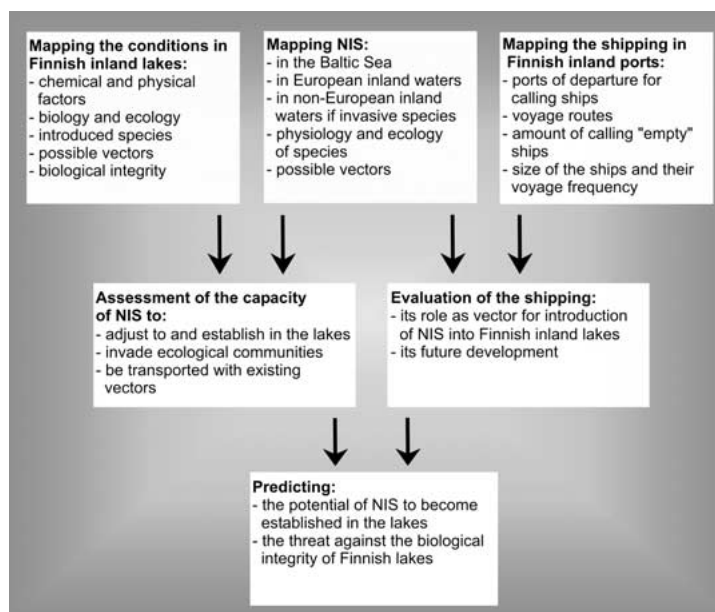 Mapping the conditions in
Finnish inland lakes:
- chemical and physical
factors
- biology and ecology
- introduced species
- possible vectors
- biological integrity
Mapping NIS:
- in the Baltic Sea
- in European inland waters
- in non-European inland
waters if invasive species
- physiology and ecology
of species
- possible vectors
Mapping the shipping in
Finnish inland ports:
- ports of departure for
calling ships
- voyage routes
- amount of calling "empty"
ships
- size of the ships and their
voyage frequency
Assessment of the capacity
of NIS to:
- adjust to and establish in the lakes
- invade ecological communities
- be transported with existing
vectors
Evaluation of the shipping:
- its role as vector for introduction
of NIS into Finnish inland lakes
- its future development
Predicting:
- the potential of NIS to become
established in the lakes
- the threat against the biological
integrity of Finnish lakes